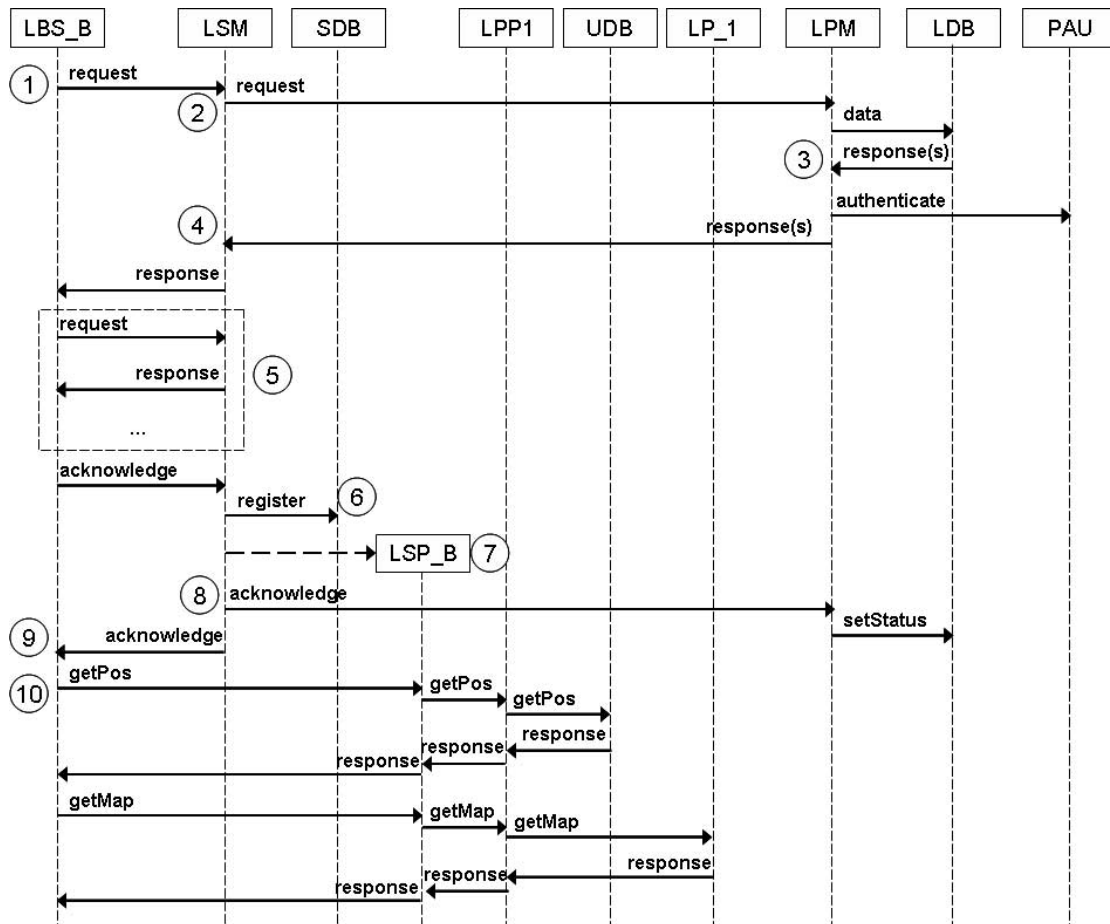 LBS_B LSM SDB LPP1 UDB LP_1 LPM LDB PAU
1 request
request
2
data
3 response(s)
authenticate
4 response(s)
response
request
response 5
...
acknowledge
register 6
LSP_B 7
8 acknowledge
setStatus
9 acknowledge
10 getPos getPos
getPos
response
response
response
getMap
getMap getMap
response
response
response